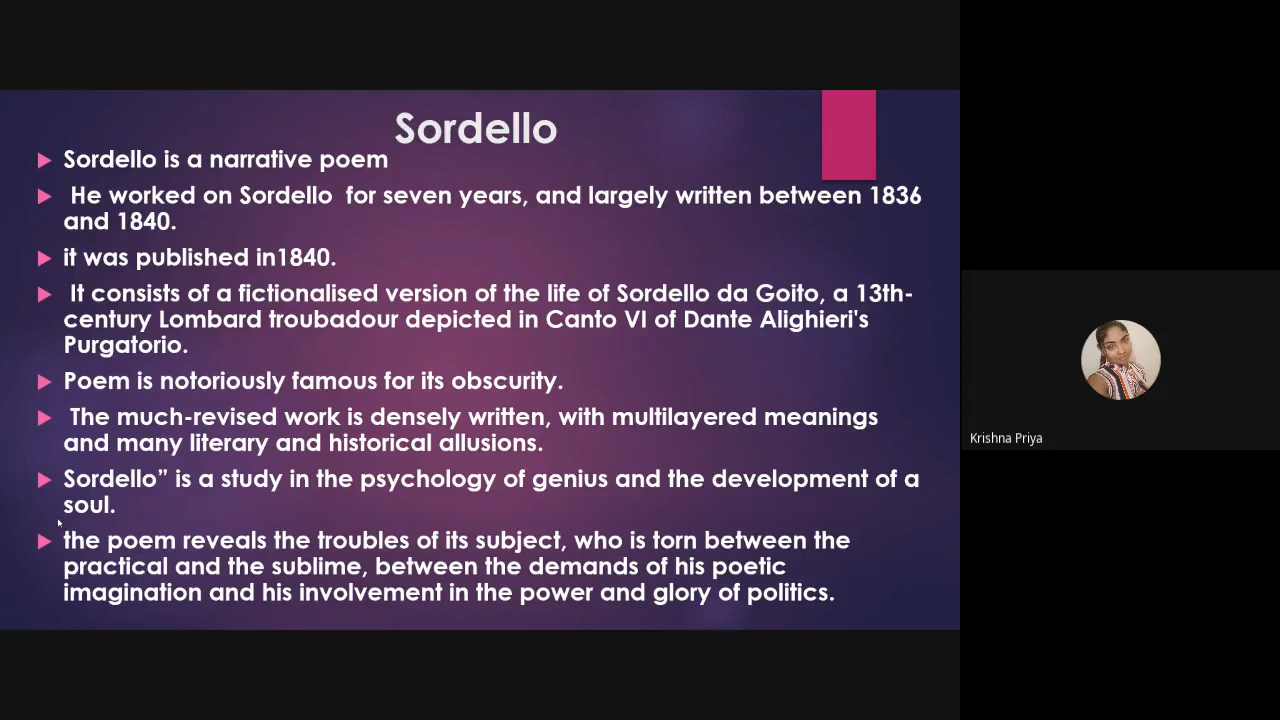 Sordello
Sordello is a narrative poem
He worked on Sordello for seven years, and largely written between 1836
and 1840.
it was published in1840.
It consists of a fictionalised version of the life of Sordello da Goito, a 13th-
century Lombard troubadour depicted in Canto VI of Dante Alighieri's
Purgatorio.
Poem is notoriously famous for its obscurity.
The much-revised work is densely written, with multilayered meanings
and many literary and historical allusions.
Sordello” is a study in the psychology of genius and the development of a
soul.
the poem reveals the troubles of its subject, who is torn between the
practical and the sublime, between the demands of his poetic
imagination and his involvement in the power and glory of politics.
Krishna Priya